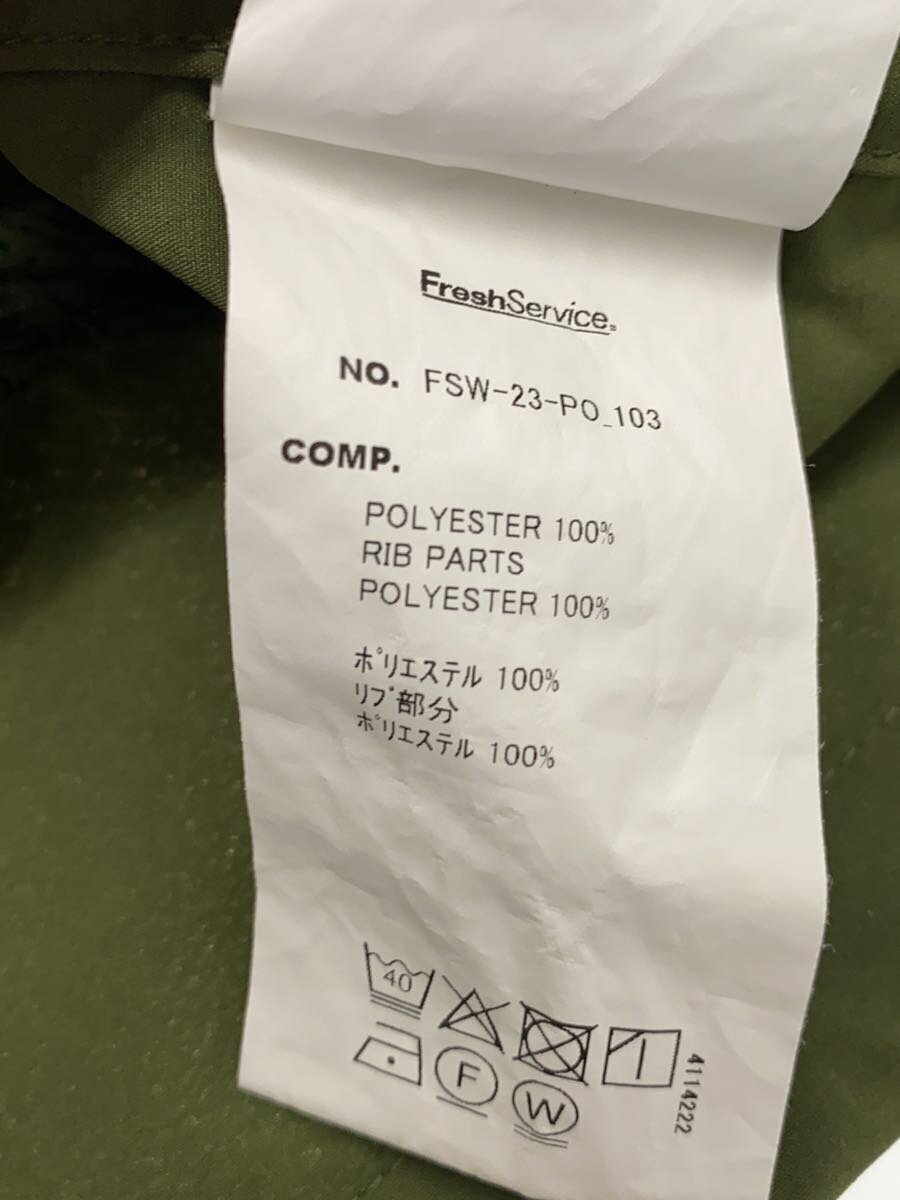 FreshService®
NO. FSW-23-PO_103
COMP.
POLYESTER 100%
RIB PARTS
POLYESTER 100%
ポリエステル 100%
リブ部分
ポリエステル 100%
40
F
W
4114222